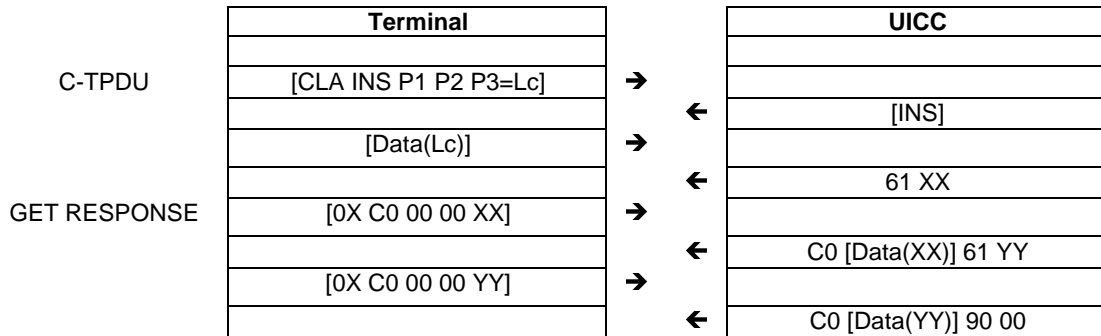 Terminal UICC
C-TPDU [CLA INS P1 P2 P3=Lc] ➔
🡰 [INS]
[Data(Lc)] ➔
🡰 61 XX
GET RESPONSE [0X C0 00 00 XX] ➔
🡰 C0 [Data(XX)] 61 YY
[0X C0 00 00 YY] ➔
🡰 C0 [Data(YY)] 90 00